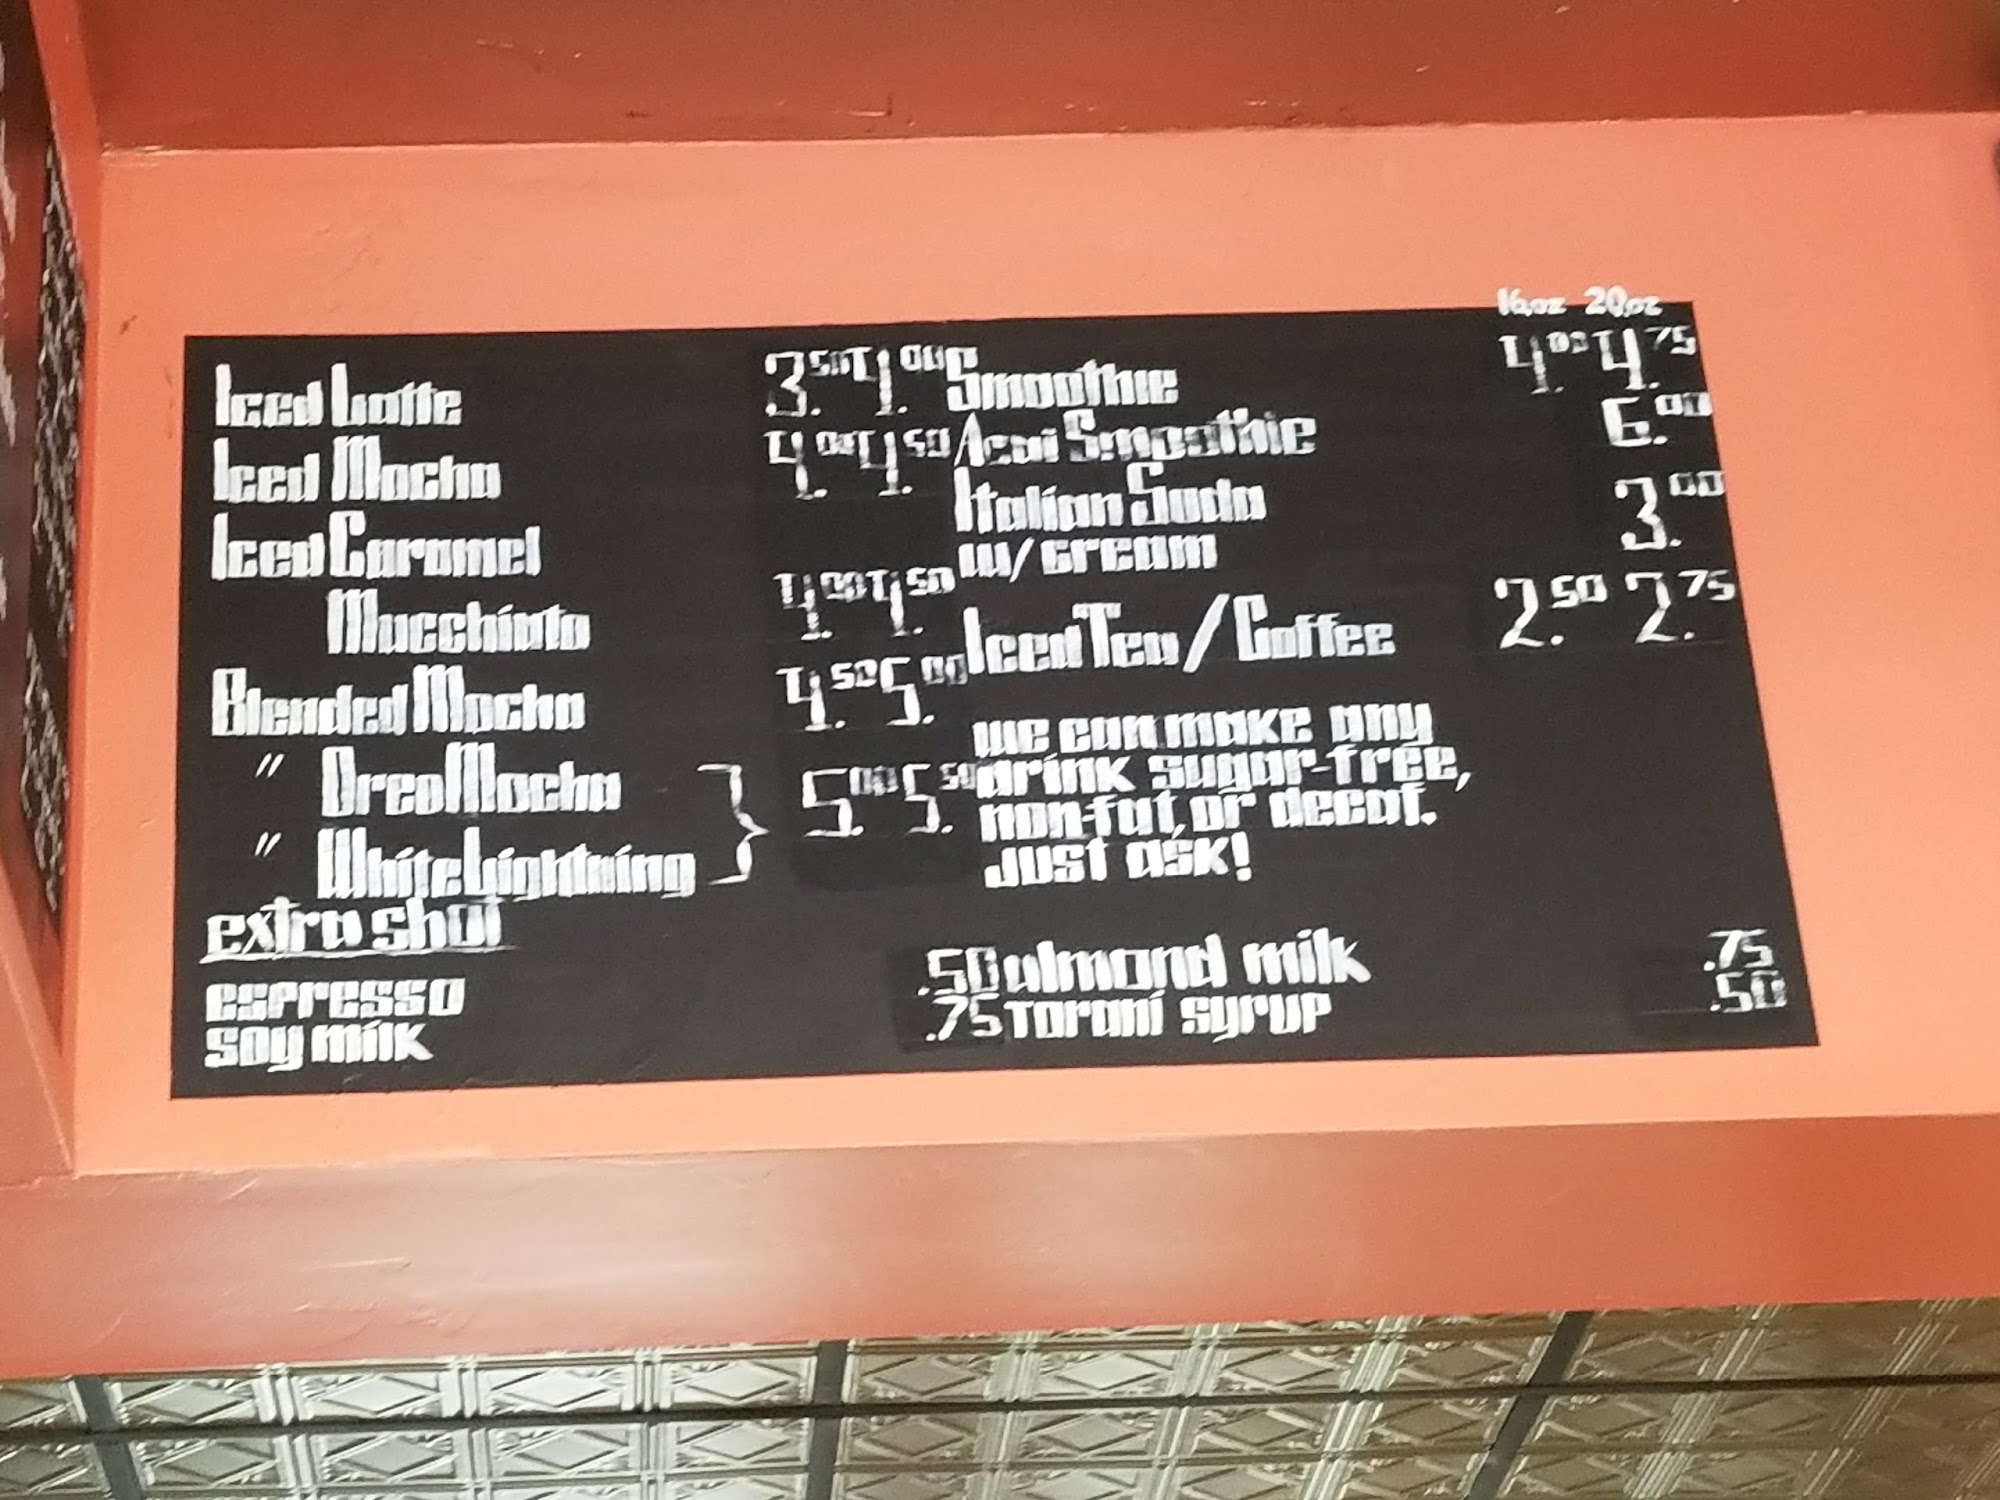 16oz 20oz
Iced Latte 3.50 4.00
Iced Mocha 4.00 4.50
Iced Caramel
Macchiato 4.00 4.50
Blended Mocha 4.50 5.00
" Oreo Mocha
" White Lightning } 5.00 5.50
extra shot
espresso .50
soy milk .75
Smoothie 4.00 4.75
Acai Smoothie 6.00
Italian Soda 3.00
w/ cream
Iced Tea / Coffee 2.50 2.75
we can make any
drink sugar-free,
non-fat, or decaf.
Just ask!
almond milk .75
Torani syrup .50